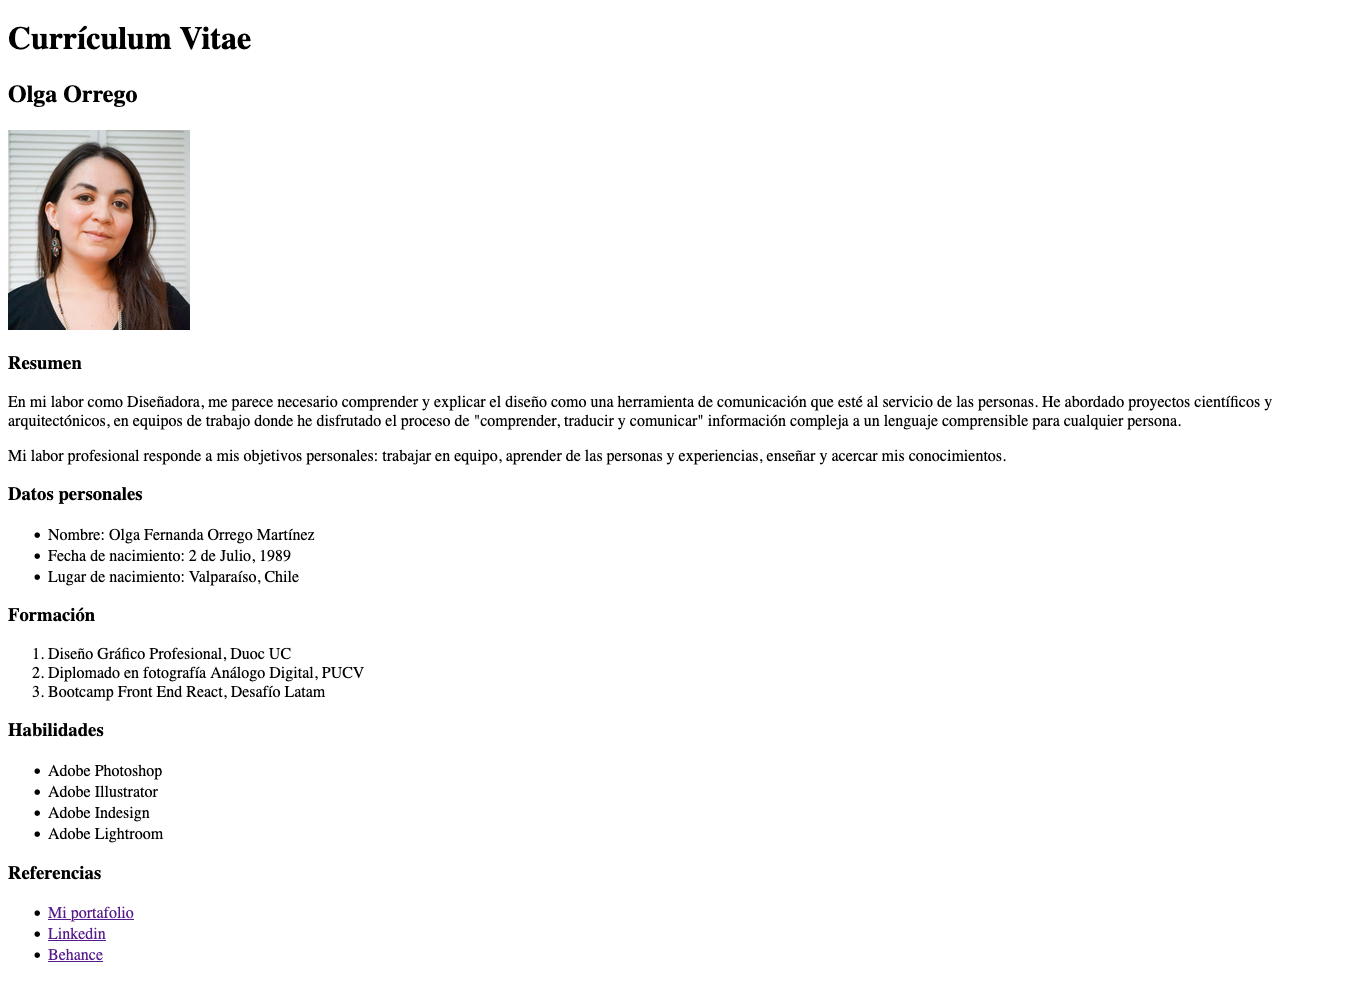 Currículum Vitae
Olga Orrego
Resumen
En mi labor como Diseñadora, me parece necesario comprender y explicar el diseño como una herramienta de comunicación que esté al servicio de las personas. He abordado proyectos científicos y
arquitectónicos, en equipos de trabajo donde he disfrutado el proceso de "comprender, traducir y comunicar" información compleja a un lenguaje comprensible para cualquier persona.
Mi labor profesional responde a mis objetivos personales: trabajar en equipo, aprender de las personas y experiencias, enseñar y acercar mis conocimientos.
Datos personales
• Nombre: Olga Fernanda Orrego Martínez
• Fecha de nacimiento: 2 de Julio, 1989
• Lugar de nacimiento: Valparaíso, Chile
Formación
1. Diseño Gráfico Profesional, Duoc UC
2. Diplomado en fotografía Análogo Digital, PUCV
3. Bootcamp Front End React, Desafío Latam
Habilidades
• Adobe Photoshop
• Adobe Illustrator
• Adobe Indesign
• Adobe Lightroom
Referencias
• Mi portafolio
• Linkedin
• Behance